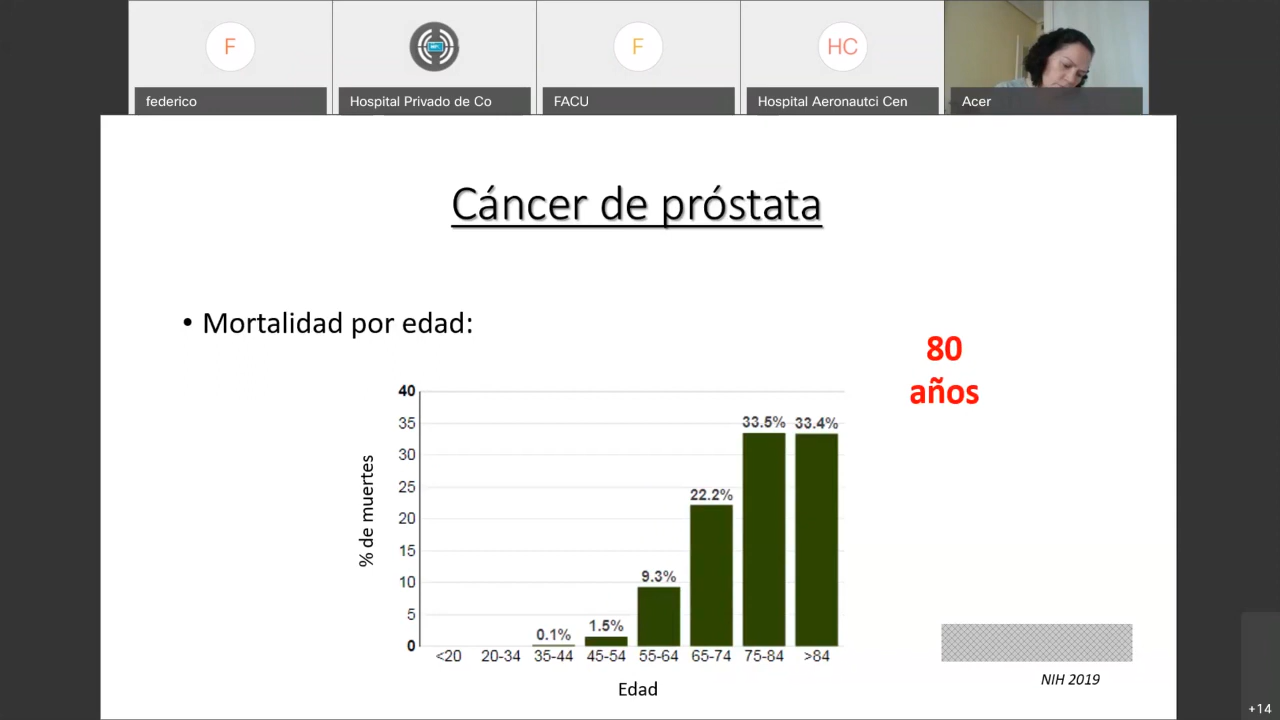 F
F
HC
federico
Hospital Privado de Co
FACU
Hospital Aeronautci Cen
Acer
Cáncer de próstata
• Mortalidad por edad:
80
años
40
35
33.5%
33.4%
30
25
22.2%
20
15
10
9.3%
5
1.5%
0.1%
0
% de muertes
<20
20-34
35-44
45-54
55-64
65-74
75-84
>84
Edad
NIH 2019
+14